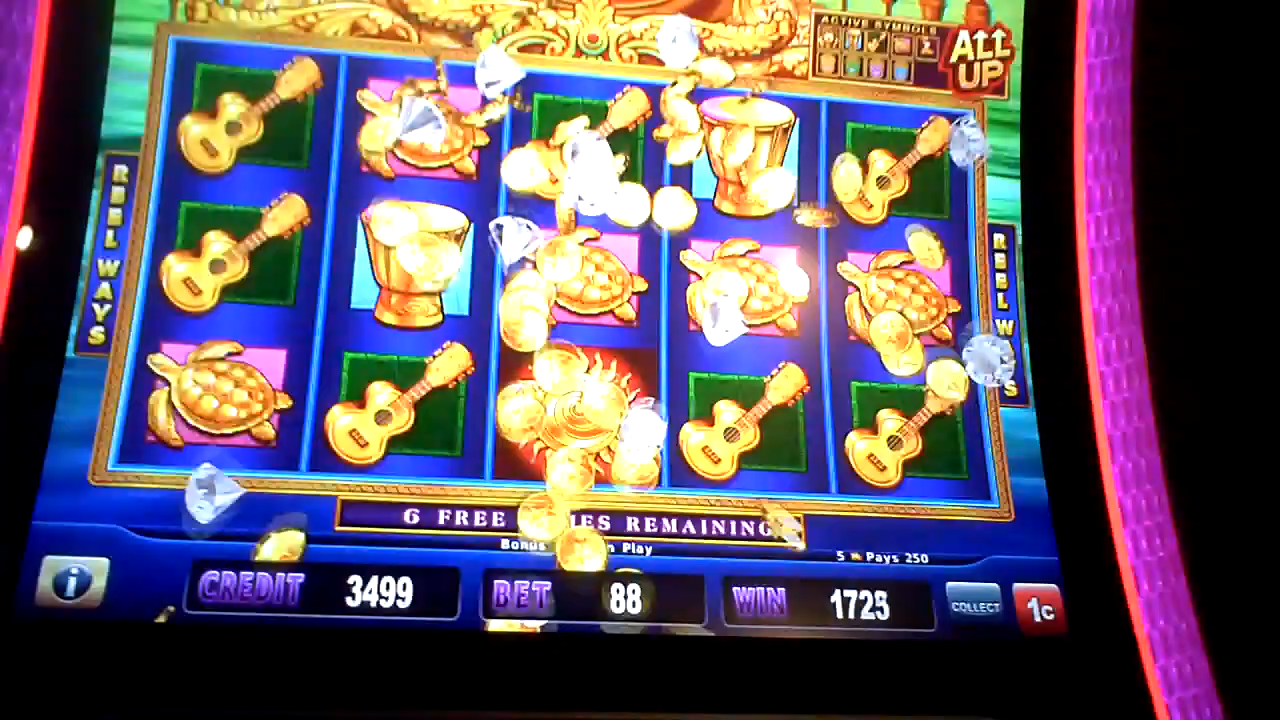 ACTIVE SYMBOLS
ALL
UP
REEL WAYS
REEL W S
6 FREE MES REMAINING
Bonus n Play
5 Pays 250
CREDIT 3499
BET 88
WIN 1725
COLLECT
1c
i